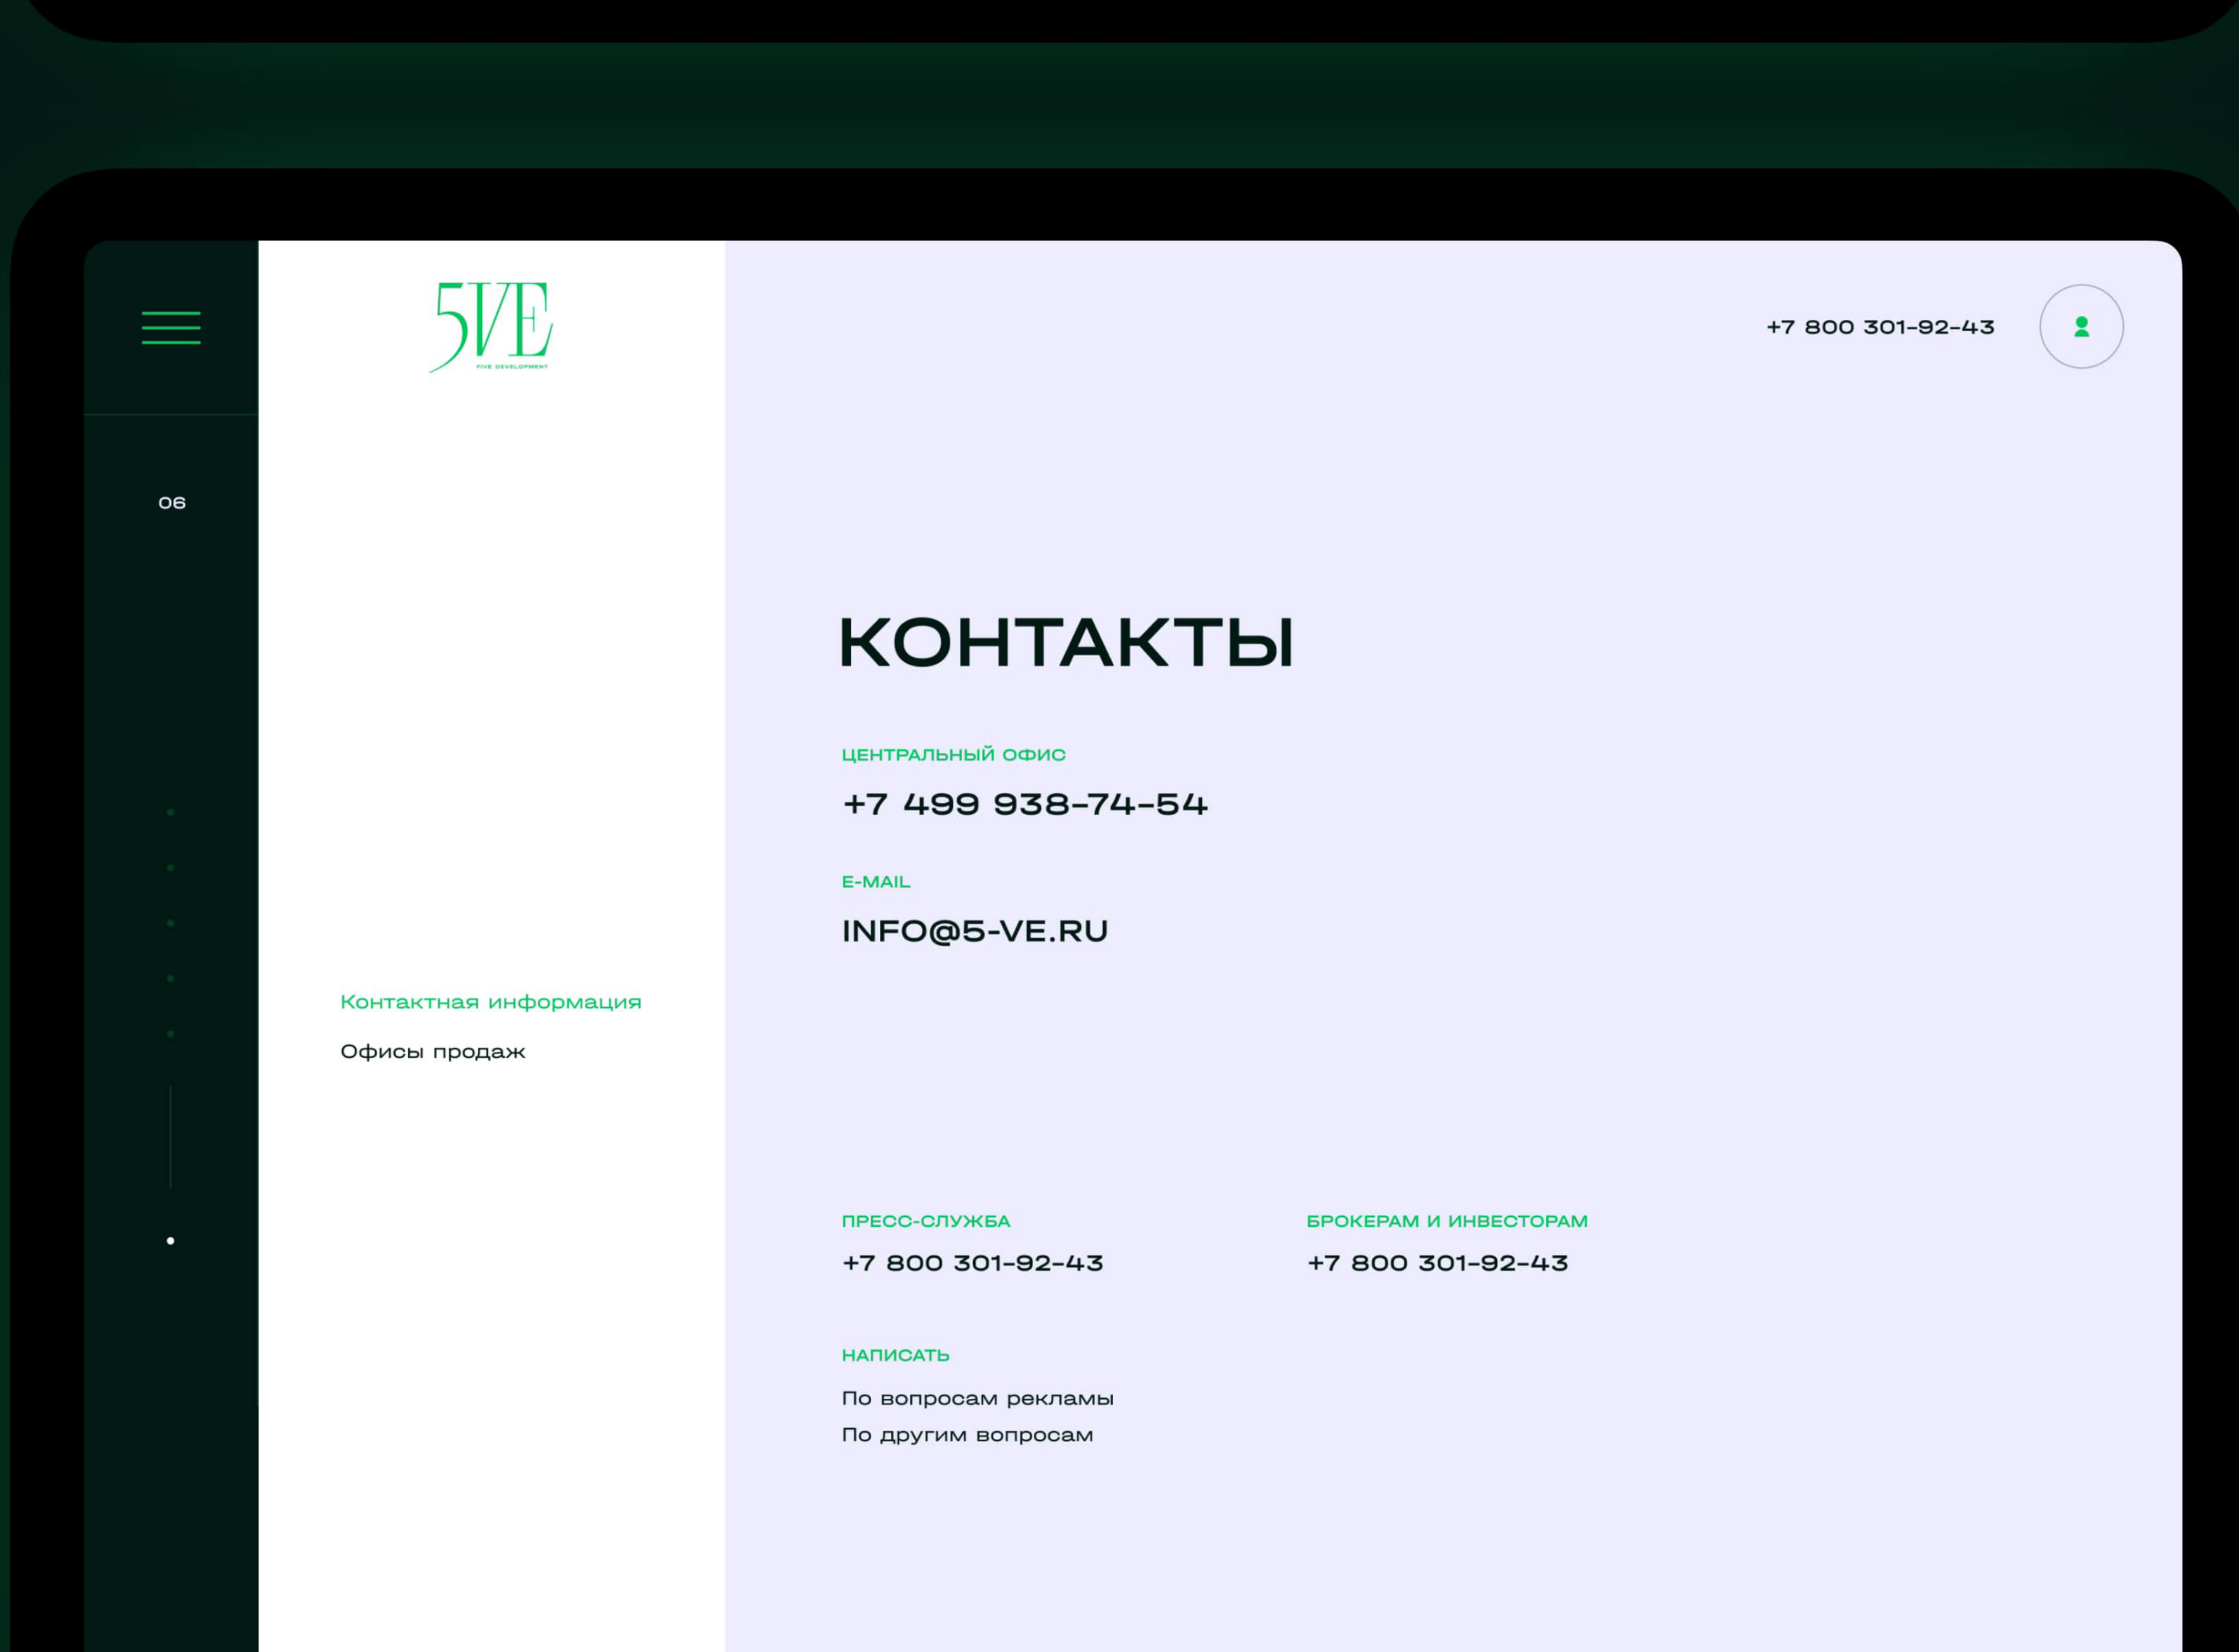 5VE
FIVE DEVELOPMENT
+7 800 301-92-43
06
КОНТАКТЫ
ЦЕНТРАЛЬНЫЙ ОФИС
+7 499 938-74-54
E-MAIL
INFO@5-VE.RU
Контактная информация
Офисы продаж
ПРЕСС-СЛУЖБА
+7 800 301-92-43
БРОКЕРАМ И ИНВЕСТОРАМ
+7 800 301-92-43
НАПИСАТЬ
По вопросам рекламы
По другим вопросам